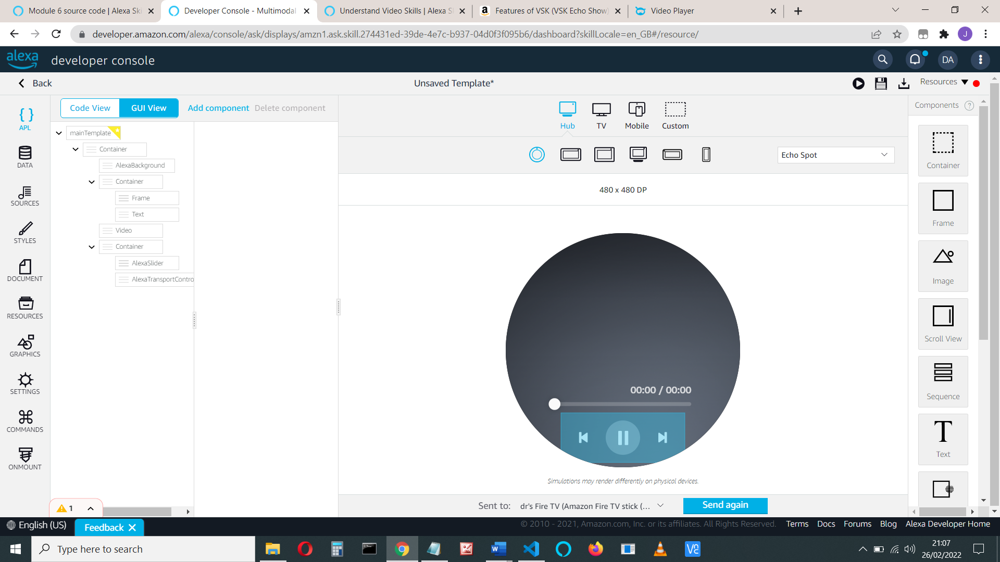 Module 6 source code | Alexa Ski
Developer Console - Multimodal
Understand Video Skills | Alexa S
Features of VSK (VSK Echo Show)
Video Player
developer.amazon.com/alexa/console/ask/displays/amzn1.ask.skill.274431ed-39de-4e7c-b937-04d0f3f095b6/dashboard?skillLocale=en_GB#/resource/
J
alexa developer console
DA
Back
Unsaved Template*
Resources
Code View
GUI View
Add component
Delete component
Hub
TV
Mobile
Custom
Components
?
APL
DATA
SOURCES
STYLES
DOCUMENT
RESOURCES
GRAPHICS
SETTINGS
COMMANDS
ONMOUNT
mainTemplate
Container
AlexaBackground
Container
Frame
Text
Video
Container
AlexaSlider
AlexaTransportContro
Echo Spot
480 x 480 DP
00:00 / 00:00
Simulations may render differently on physical devices.
Container
Frame
Image
Scroll View
Sequence
T
Text
1
Sent to:
dr's Fire TV (Amazon Fire TV stick (...
Send again
English (US)
Feedback
© 2010 - 2021, Amazon.com, Inc. or its affiliates. All Rights Reserved.
Terms
Docs
Forums
Blog
Alexa Developer Home
Type here to search
21:07
26/02/2022